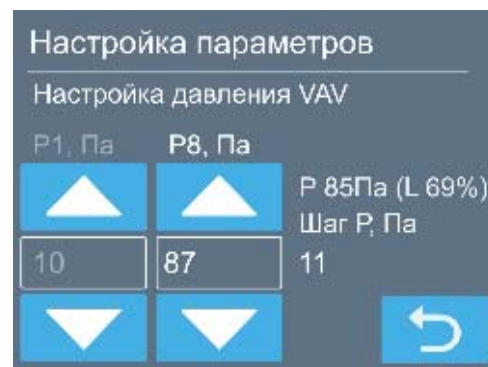 Настройка параметров
Настройка давления VAV
P1, Па P8, Па
P 85Па (L 69%)
Шаг P, Па
10 87 11